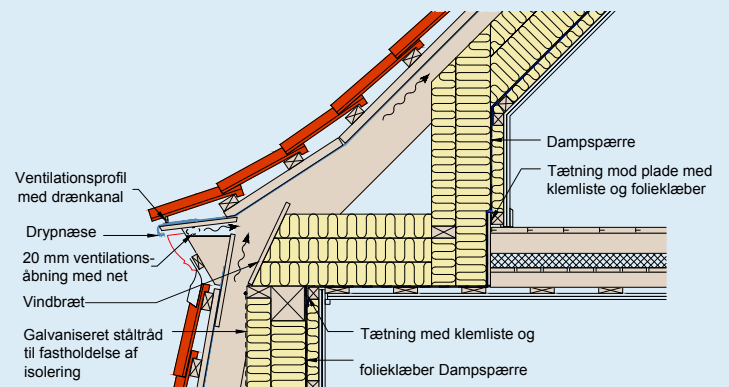 Ventilationsprofil
med drænkanal
Drypnæse
20 mm ventilations-
åbning med net
Vindbræt
Galvaniseret ståltråd
til fastholdelse af
isolering
Dampspærre
Tætning mod plade med
klemliste og folieklæber
Tætning med klemliste og
folieklæber Dampspærre